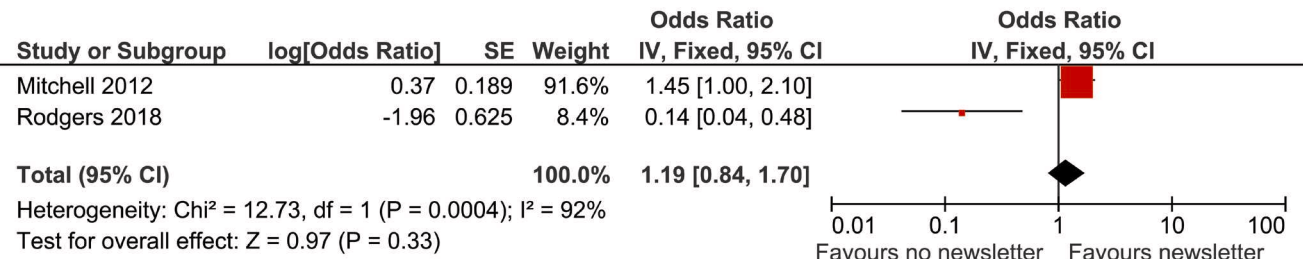 Odds Ratio Odds Ratio
Study or Subgroup log[Odds Ratio] SE Weight IV, Fixed, 95% CI IV, Fixed, 95% CI
Mitchell 2012 0.37 0.189 91.6% 1.45 [1.00, 2.10]
Rodgers 2018 -1.96 0.625 8.4% 0.14 [0.04, 0.48]
Total (95% CI) 100.0% 1.19 [0.84, 1.70]
Heterogeneity: Chi² = 12.73, df = 1 (P = 0.0004); I² = 92%
Test for overall effect: Z = 0.97 (P = 0.33)
0.01 0.1 1 10 100
Favours no newsletter Favours newsletter